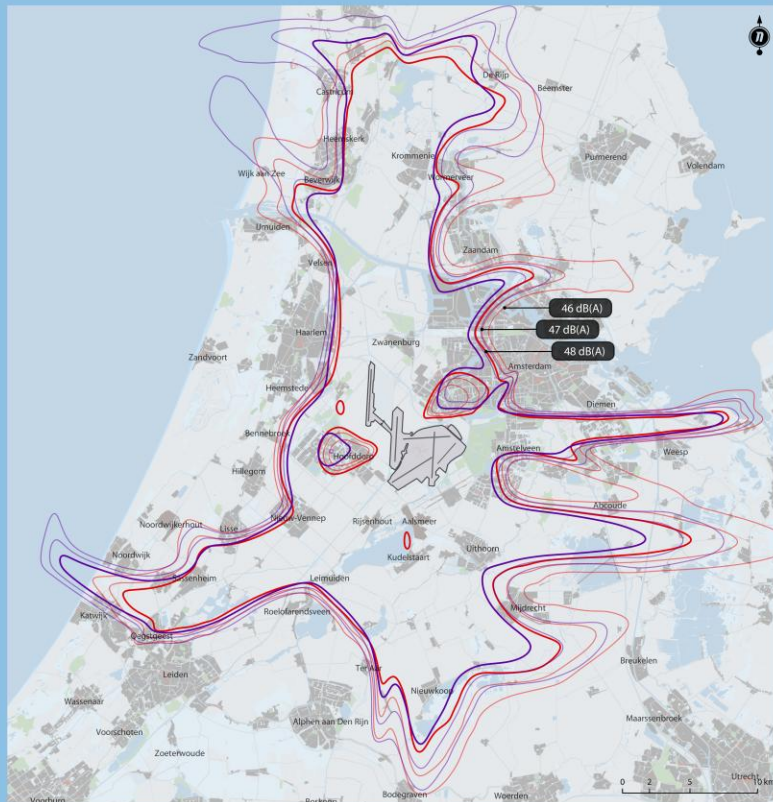 n
De Rijp
Beemster
Castricum
Heemskerk
Krommenie
Purmerend
Volendam
Wijk aan Zee
Beverwijk
Wormerveer
IJmuiden
Zaandam
Velsen
46 dB(A)
47 dB(A)
48 dB(A)
Haarlem
Zwanenburg
Zandvoort
Amsterdam
Heemstede
Diemen
Bennebroek
Amstelveen
Weesp
Hoofddorp
Hillegom
Abcoude
Noordwijkerhout
Lisse
Nieuw-Vennep
Rijsenhout
Aalsmeer
Noordwijk
Uithoorn
Kudelstaart
Sassenheim
Leimuiden
Katwijk
Roelofarendsveen
Mijdrecht
Oegstgeest
Leiden
Ter Aar
Breukelen
Nieuwkoop
Wassenaar
Maarssenbroek
Voorschoten
Alphen aan Den Rijn
Zoetermoude
Utrecht
0 2 5 10 km
Bodegraven
Woerden
Voorburg